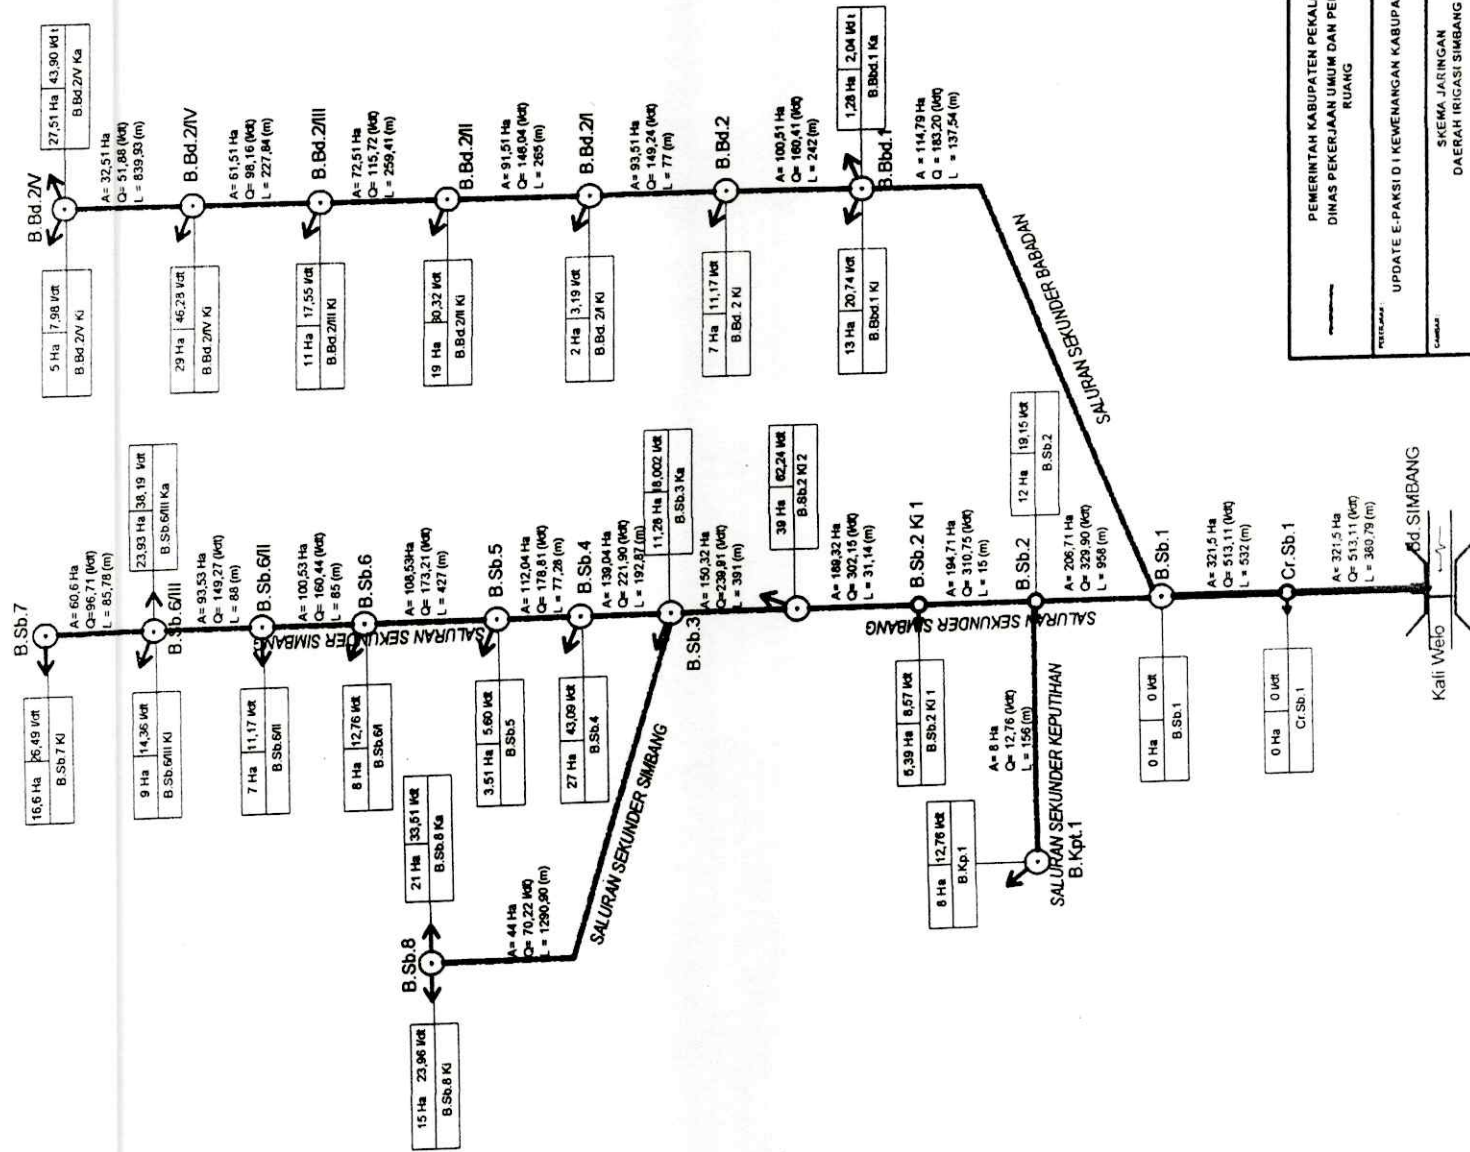 B.Bd.2/V
27,51 Ha 43,90 l/dt
B.Bd.2/V Ka
5 Ha 7,98 l/dt
B.Bd.2/V Ki
A= 32,51 Ha
Q= 51,88 (l/dt)
L = 839,93 (m)
B.Bd.2/IV
29 Ha 46,28 l/dt
B.Bd.2/IV Ki
A= 61,51 Ha
Q= 98,16 (l/dt)
L = 227,84 (m)
B.Bd.2/III
11 Ha 17,55 l/dt
B.Bd.2/III Ki
A= 72,51 Ha
Q= 115,72 (l/dt)
L = 259,41 (m)
B.Bd.2/II
19 Ha 30,32 l/dt
B.Bd.2/II Ki
A= 91,51 Ha
Q= 146,04 (l/dt)
L = 265 (m)
B.Bd.2/I
2 Ha 3,19 l/dt
B.Bd. 2/I Ki
A= 93,51 Ha
Q= 149,24 (l/dt)
L = 77 (m)
B.Bd.2
7 Ha 11,17 l/dt
B.Bd. 2 Ki
A= 100,51 Ha
Q= 160,41 (l/dt)
L = 242 (m)
1,28 Ha 2,04 l/dt
B.Bbd.1 Ka
B.Bbd.1
13 Ha 20,74 l/dt
B.Bbd.1 Ki
A = 114,79 Ha
Q = 183,20 (l/dt)
L = 137,54 (m)
SALURAN SEKUNDER BABADAN
B.Sb.7
16,6 Ha 26,49 l/dt
B.Sb.7 Ki
A= 60,6 Ha
Q=96,71 (l/dt)
L= 85,78 (m)
23,93 Ha 38,19 l/dt
B.Sb.6/III Ka
B.Sb.6/III
9 Ha 14,36 l/dt
B.Sb.6/III Ki
A= 93,53 Ha
Q= 149,27 (l/dt)
L = 88 (m)
B.Sb.6/II
7 Ha 11,17 l/dt
B.Sb.6/II
SALURAN SEKUNDER SIMBANG
A= 100,53 Ha
Q= 160,44 (l/dt)
L = 85 (m)
B.Sb.6
8 Ha 12,76 l/dt
B.Sb.6/I
A= 108,53Ha
Q= 173,21 (l/dt)
L = 427 (m)
B.Sb.5
3.51 Ha 5.60 l/dt
B.Sb.5
A= 112,04 Ha
Q= 178,81 (l/dt)
L = 77,28 (m)
B.Sb.4
27 Ha 43,09 l/dt
B.Sb.4
A= 139,04 Ha
Q= 221,90 (l/dt)
L = 192,87 (m)
11,28 Ha 18,002 l/dt
B.Sb.3 Ka
B.Sb.3
B.Sb.8
21 Ha 33,51 l/dt
B.Sb.8 Ka
15 Ha 23,96 l/dt
B.Sb.8 Ki
A= 44 Ha
Q= 70,22 (l/dt)
L = 1290,90 (m)
SALURAN SEKUNDER SIMBANG
A= 150,32 Ha
Q=239,91 (l/dt)
L = 391 (m)
39 Ha 62,24 l/dt
B.Sb.2 Ki 2
A= 189,32 Ha
Q= 302,15 (l/dt)
L = 31,14 (m)
B.Sb.2 Ki 1
5,39 Ha 8,57 l/dt
B.Sb.2 Ki 1
A= 194,71 Ha
Q= 310,75 (l/dt)
L = 15 (m)
12 Ha 19,15 l/dt
B.Sb.2
B.Sb.2
SALURAN SEKUNDER SIMBANG
A= 206,71 Ha
Q= 329,90 (l/dt)
L = 958 (m)
A= 8 Ha
Q= 12,76 (l/dt)
L = 156 (m)
SALURAN SEKUNDER KEPUTIHAN
B.Kpt.1
8 Ha 12,76 l/dt
B.Kp.1
B.Sb.1
0 Ha 0 l/dt
B.Sb.1
A= 321,5 Ha
Q= 513,11 (l/dt)
L = 532 (m)
Cr.Sb.1
0 Ha 0 l/dt
Cr.Sb.1
A= 321,5 Ha
Q= 513,11 (l/dt)
L = 380,79 (m)
Bd.SIMBANG
Kali Welo
PEMERINTAH KABUPATEN PEKAL
DINAS PEKERJAAN UMUM DAN PE
RUANG
PEKERJAAN :
UPDATE E-PAKSI D I KEWENANGAN KABUPA
GAMBAR :
SKEMA JARINGAN
DAERAH IRIGASI SIMBANG